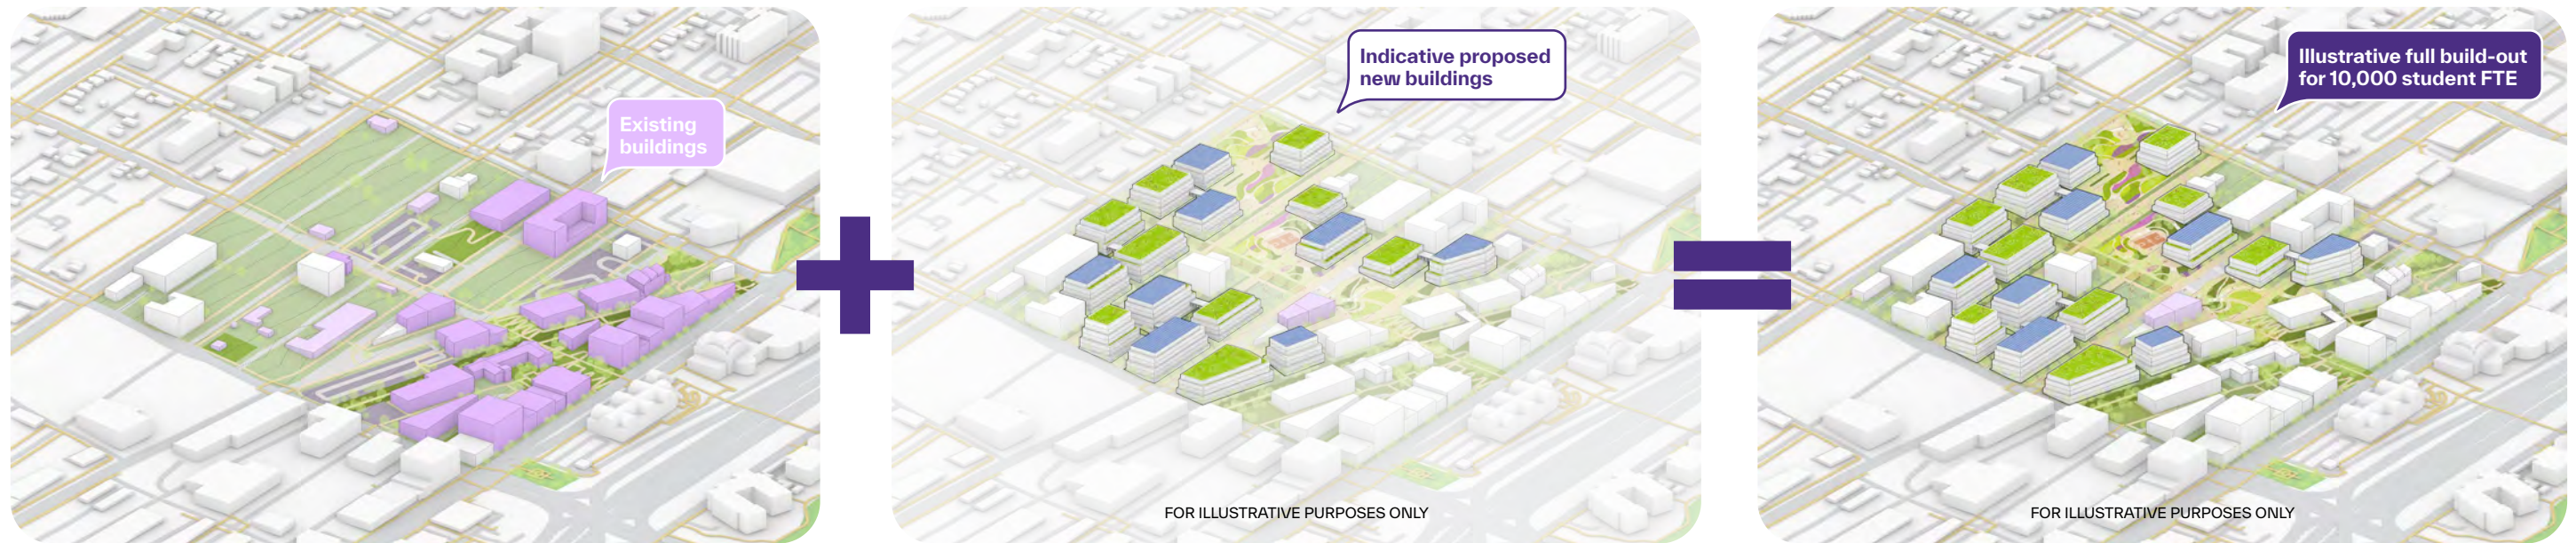 Existing
buildings
Indicative proposed
new buildings
FOR ILLUSTRATIVE PURPOSES ONLY
Illustrative full build-out
for 10,000 student FTE
FOR ILLUSTRATIVE PURPOSES ONLY